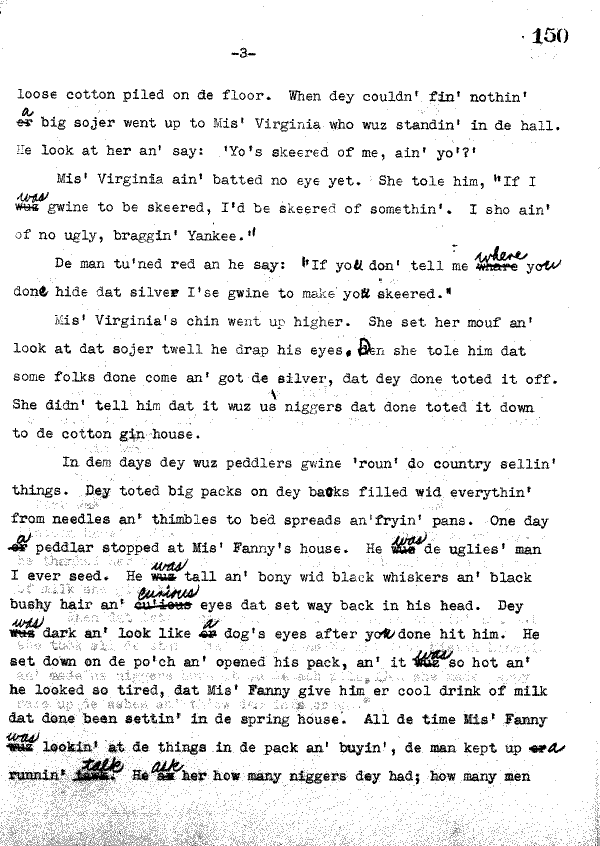 150
-3-
loose cotton piled on de floor. When dey couldn' fin' nothin'
a big sojer went up to Mis' Virginia who wuz standin' in de hall.
He look at her an' say: 'Yo's skeered of me, ain' yo'?'
Mis' Virginia ain' batted no eye yet. She tole him, "If I
was gwine to be skeered, I'd be skeered of somethin'. I sho ain'
of no ugly, braggin' Yankee."
De man tu'ned red an he say: "If you don' tell me where you
done hide dat silver I'se gwine to make you skeered."
Mis' Virginia's chin went up higher. She set her mouf an'
look at dat sojer twell he drap his eyes. Den she tole him dat
some folks done come an' got de silver, dat dey done toted it off.
She didn' tell him dat it wuz us niggers dat done toted it down
to de cotton gin house.
In dem days dey wuz peddlers gwine 'roun' do country sellin'
things. Dey toted big packs on dey backs filled wid everythin'
from needles an' thimbles to bed spreads an'fryin' pans. One day
a peddlar stopped at Mis' Fanny's house. He was de uglies' man
I ever seed. He was tall an' bony wid black whiskers an' black
bushy hair an' curious eyes dat set way back in his head. Dey
was dark an' look like a dog's eyes after you done hit him. He
set down on de po'ch an' opened his pack, an' it was so hot an'
he looked so tired, dat Mis' Fanny give him er cool drink of milk
dat done been settin' in de spring house. All de time Mis' Fanny
was lookin' at de things in de pack an' buyin', de man kept up a
runnin' talk. He ask her how many niggers dey had; how many men